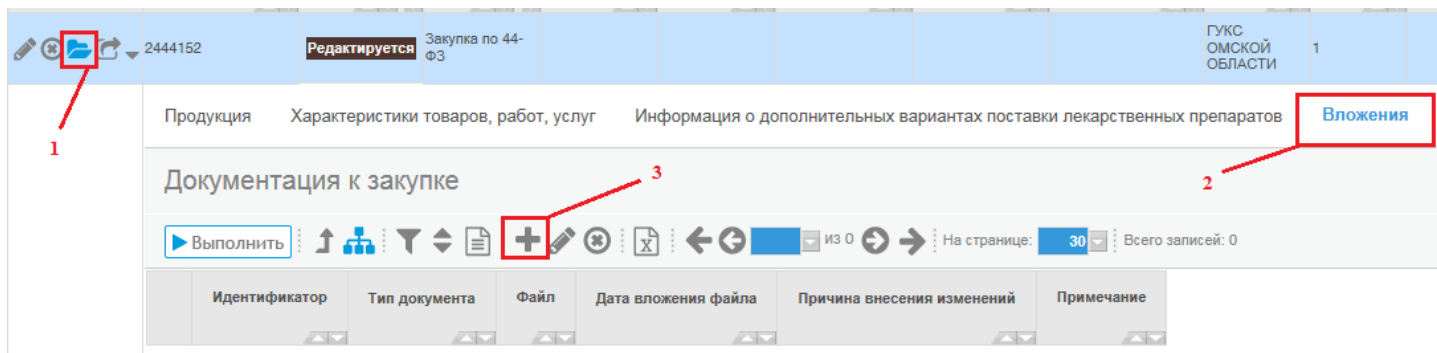 2444152
Редактируется
Закупка по 44-
ФЗ
ГУКС
ОМСКОЙ
ОБЛАСТИ
1
1
Продукция Характеристики товаров, работ, услуг Информация о дополнительных вариантах поставки лекарственных препаратов Вложения
2
Документация к закупке
3
Выполнить из 0 На странице: 30 Всего записей: 0
Идентификатор Тип документа Файл Дата вложения файла Причина внесения изменений Примечание